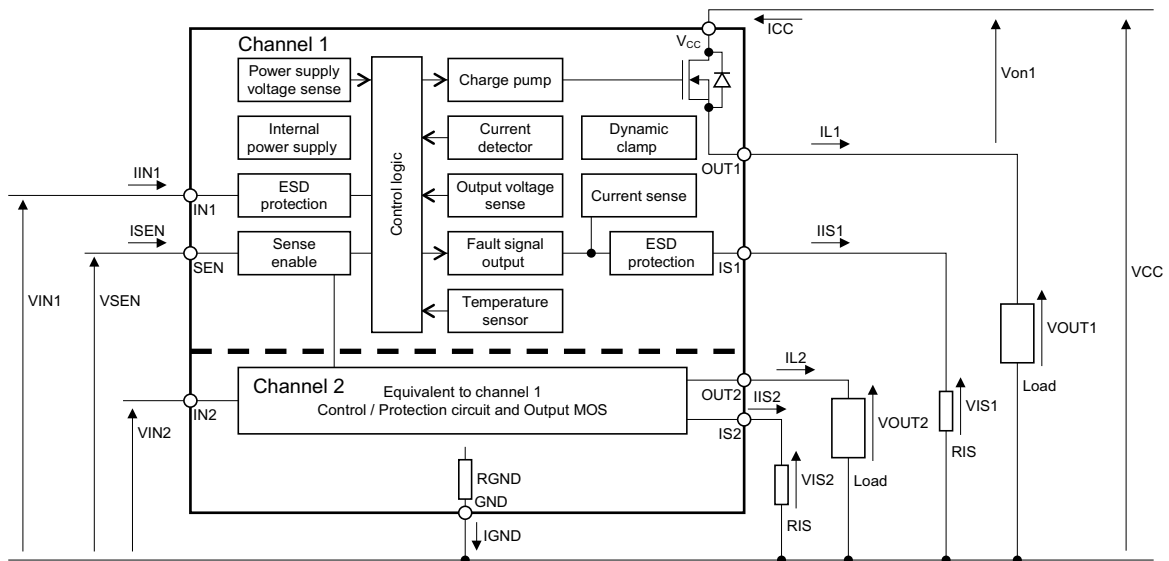 ICC
Channel 1
VCC
Von1
Power supply
voltage sense
Charge pump
Internal
power supply
Current
detector
Dynamic
clamp
IL1
OUT1
IIN1
ESD
protection
Control logic
Output voltage
sense
Current sense
IN1
ISEN
Sense
enable
Fault signal
output
ESD
protection
IIS1
SEN
IS1
VIN1
VSEN
VCC
Temperature
sensor
VOUT1
IL2
Channel 2
Equivalent to channel 1
Control / Protection circuit and Output MOS
OUT2
Load
IN2
IIS2
VIS1
VIN2
VOUT2
IS2
RIS
RGND
VIS2
Load
GND
RIS
IGND